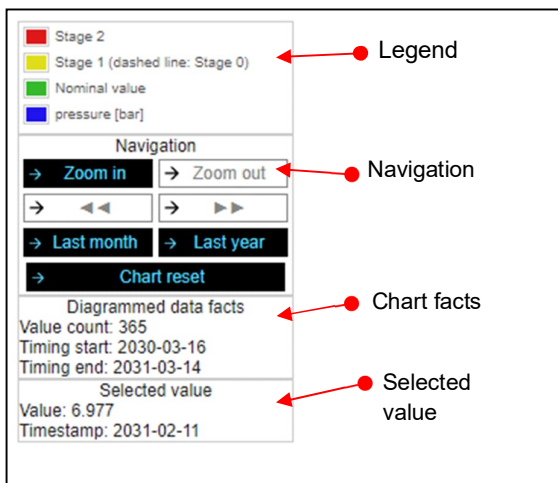 Stage 2
Stage 1 (dashed line: Stage 0)
Nominal value
pressure [bar]
Legend
Navigation
→ Zoom in → Zoom out
→ ◄◄ → ►►
→ Last month → Last year
→ Chart reset
Navigation
Diagrammed data facts
Value count: 365
Timing start: 2030-03-16
Timing end: 2031-03-14
Chart facts
Selected value
Value: 6.977
Timestamp: 2031-02-11
Selected
value